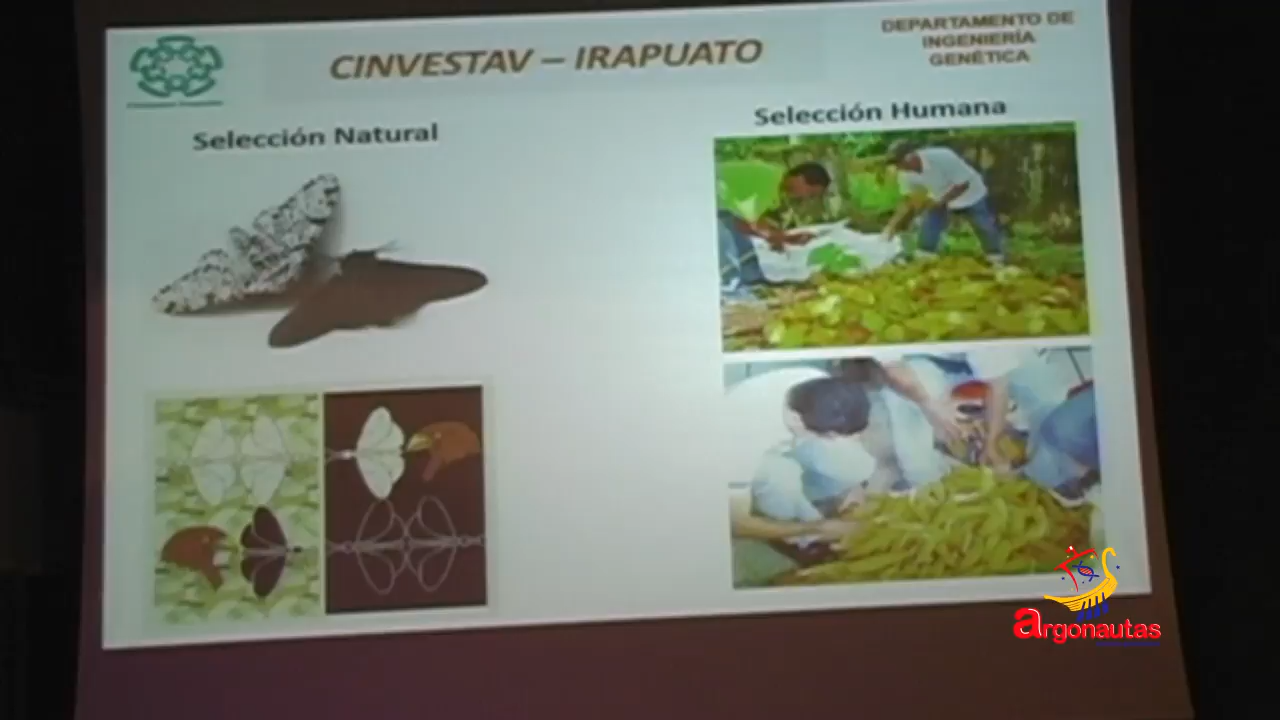 CINVESTAV – IRAPUATO
DEPARTAMENTO DE
INGENIERÍA
GENÉTICA
Selección Natural
Selección Humana
argonautas